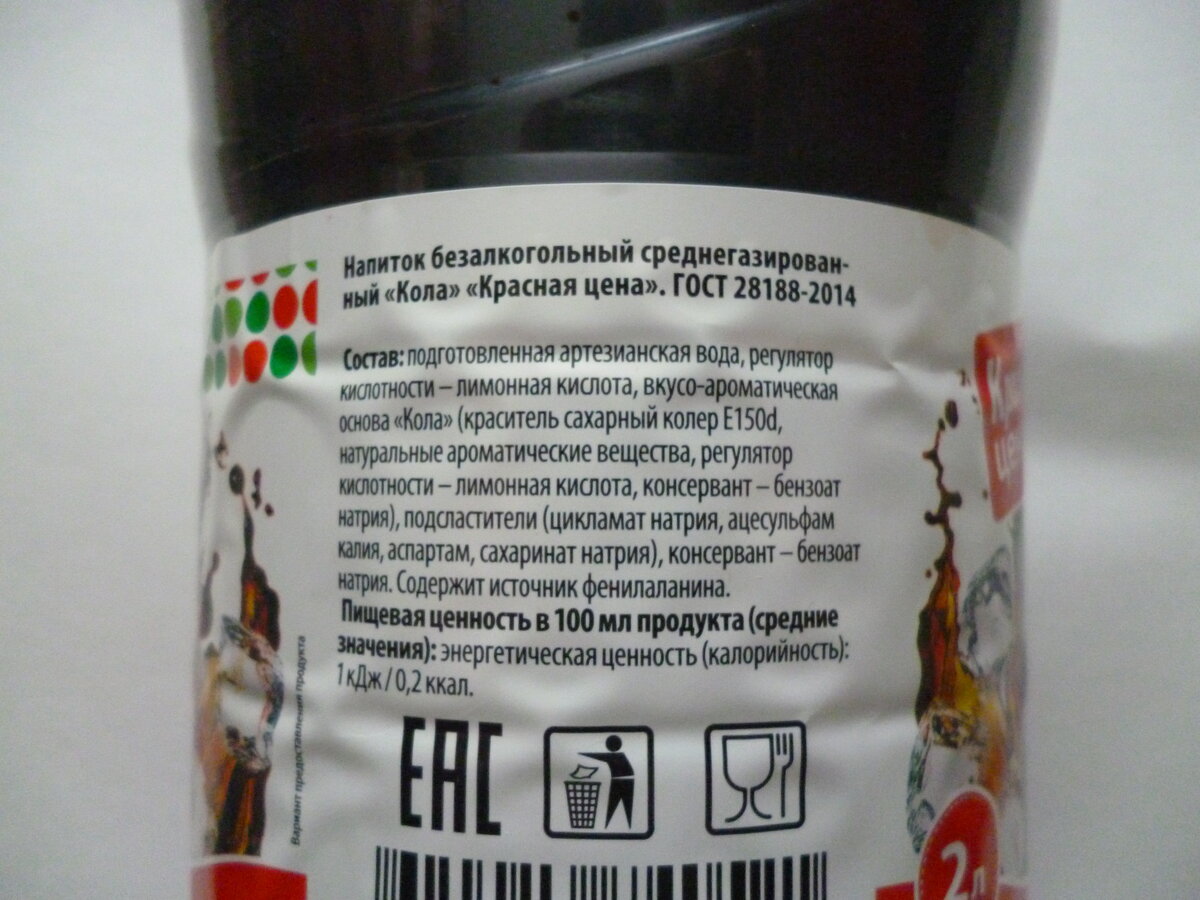 Напиток безалкогольный среднегазирован-
ный «Кола» «Красная цена». ГОСТ 28188-2014
Состав: подготовленная артезианская вода, регулятор
кислотности – лимонная кислота, вкусо-ароматическая
основа «Кола» (краситель сахарный колер Е150d,
натуральные ароматические вещества, регулятор
кислотности – лимонная кислота, консервант – бензоат
натрия), подсластители (цикламат натрия, ацесульфам
калия, аспартам, сахаринат натрия), консервант – бензоат
натрия. Содержит источник фенилаланина.
Пищевая ценность в 100 мл продукта (средние
значения): энергетическая ценность (калорийность):
1 кДж / 0,2 ккал.
Вариант предоставления продукта
ЕАС
2 л